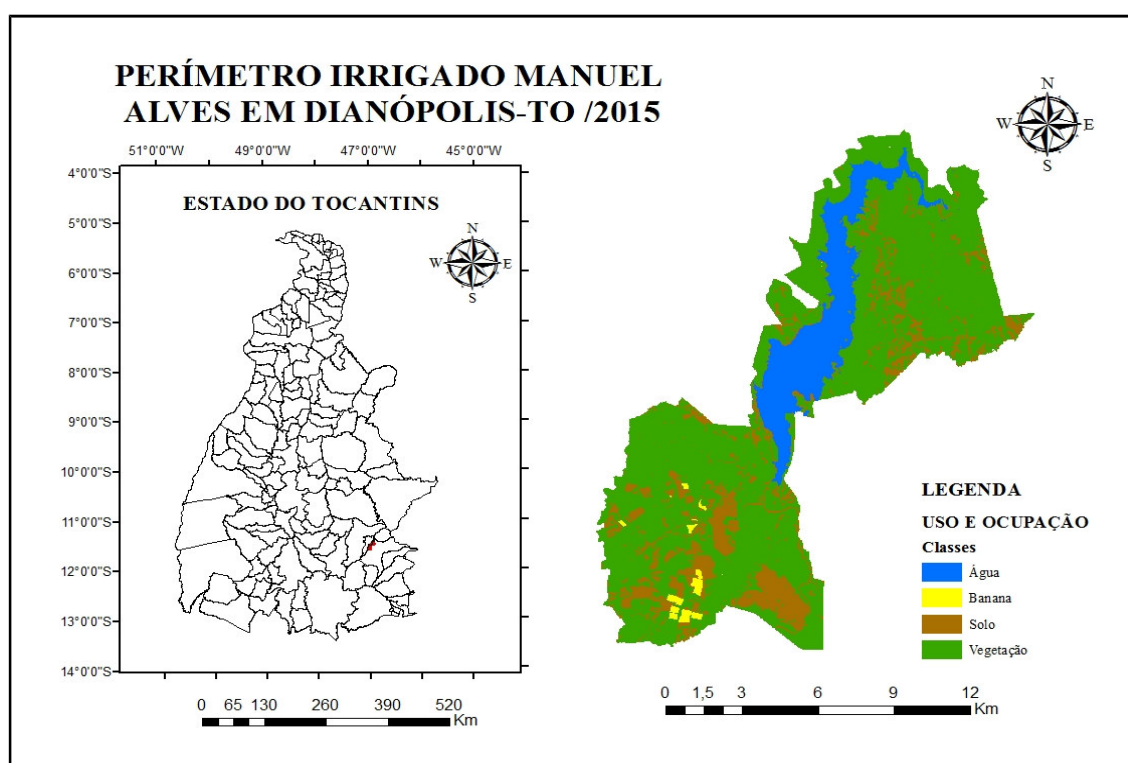 PERÍMETRO IRRIGADO MANUEL
ALVES EM DIANÓPOLIS-TO /2015
51°0'0"W 49°0'0"W 47°0'0"W 45°0'0"W
4°0'0"S
5°0'0"S
6°0'0"S
7°0'0"S
8°0'0"S
9°0'0"S
10°0'0"S
11°0'0"S
12°0'0"S
13°0'0"S
14°0'0"S
ESTADO DO TOCANTINS
N
W E
S
0 65 130 260 390 520
Km
N
W E
S
LEGENDA
USO E OCUPAÇÃO
Classes
Água
Banana
Solo
Vegetação
0 1,5 3 6 9 12
Km